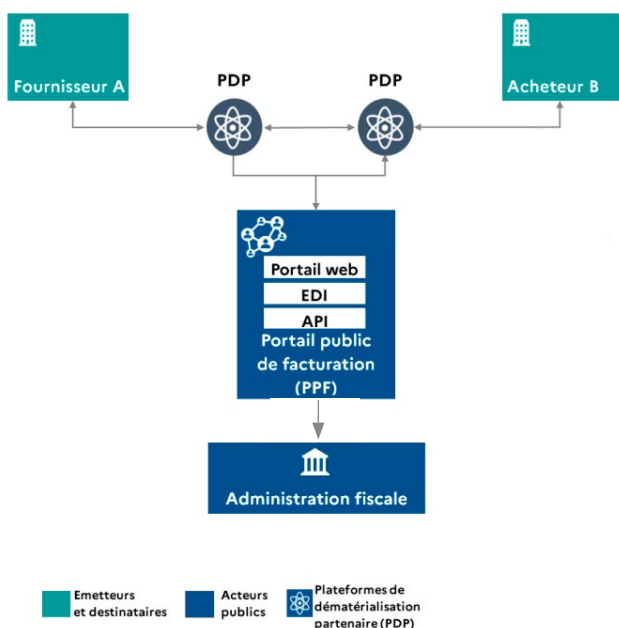 PDP
PDP
Fournisseur A
Acheteur B
Portail web
EDI
API
Portail public
de facturation
(PPF)
Administration fiscale
Emetteurs
et destinataires
Acteurs
publics
Plateformes de
dématérialisation
partenaire (PDP)